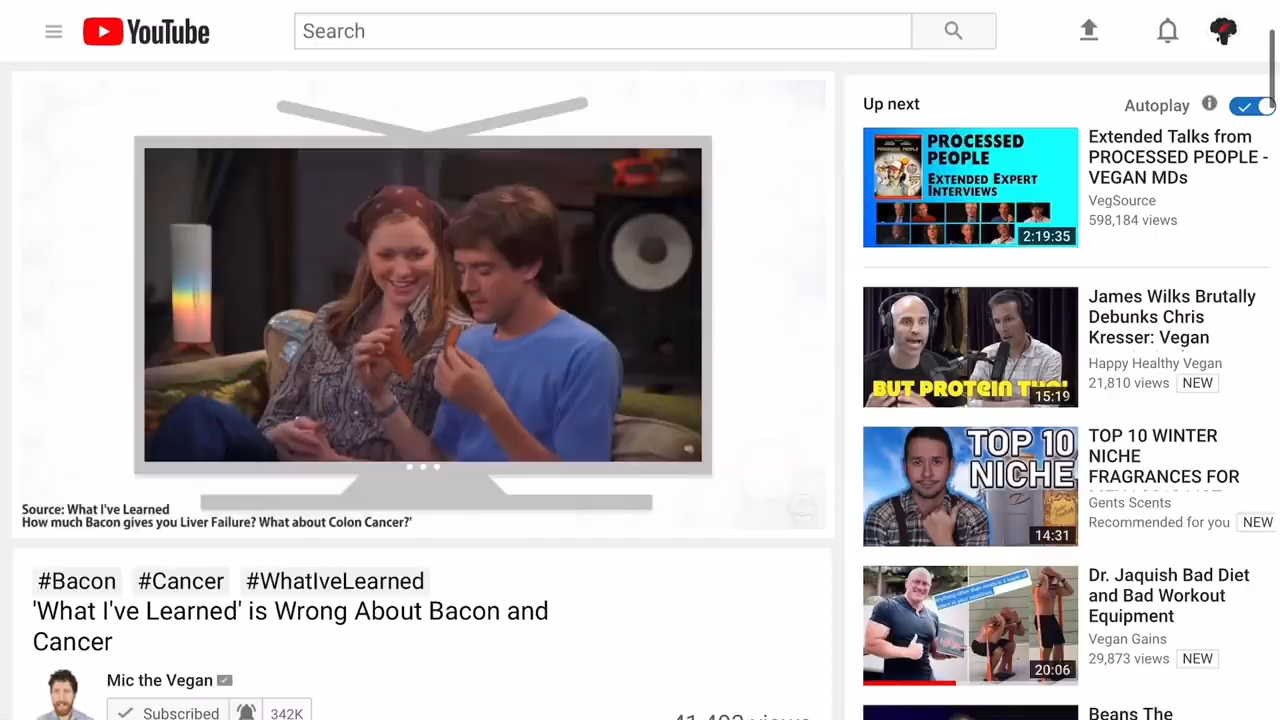 YouTube
Search
Up next
Autoplay
PROCESSED
PEOPLE
EXTENDED EXPERT
INTERVIEWS
2:19:35
Extended Talks from
PROCESSED PEOPLE -
VEGAN MDs
VegSource
598,184 views
BUT PROTEIN THO!
15:19
James Wilks Brutally
Debunks Chris
Kresser: Vegan
Happy Healthy Vegan
21,810 views NEW
TOP 10
NICHE
14:31
TOP 10 WINTER
NICHE
FRAGRANCES FOR
Gents Scents
Recommended for you NEW
20:06
Dr. Jaquish Bad Diet
and Bad Workout
Equipment
Vegan Gains
29,873 views NEW
Beans The
Source: What I've Learned
How much Bacon gives you Liver Failure? What about Colon Cancer?'
#Bacon #Cancer #WhatIveLearned
'What I've Learned' is Wrong About Bacon and
Cancer
Mic the Vegan
Subscribed 342K